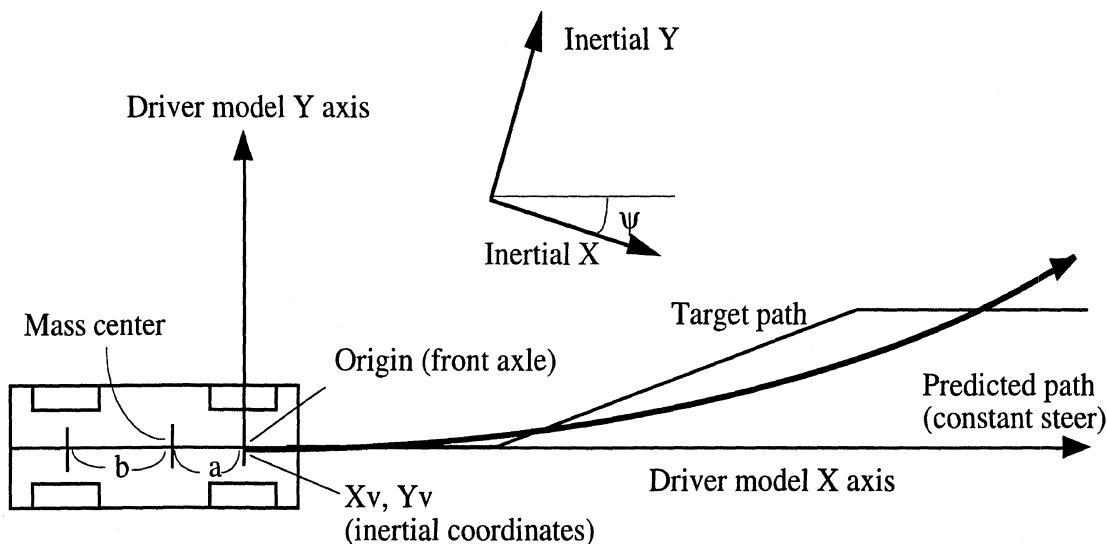 Inertial Y
Driver model Y axis
ψ
Inertial X
Mass center
Target path
Origin (front axle)
Predicted path
(constant steer)
b
a
Driver model X axis
Xv, Yv
(inertial coordinates)